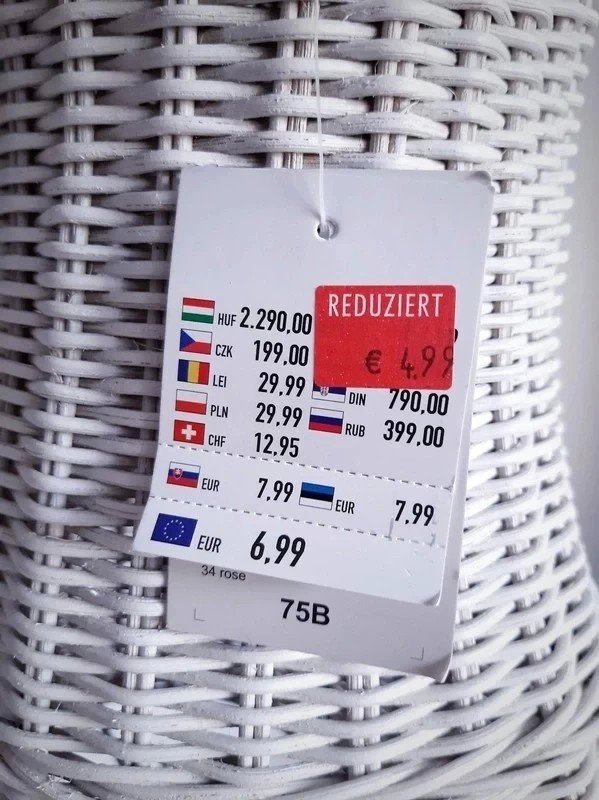 REDUZIERT
€ 4.99
HUF 2.290,00
CZK 199,00
LEI 29,99 DIN 790,00
PLN 29,99 RUB 399,00
CHF 12,95
EUR 7,99 EUR 7,99
EUR 6,99
34 rose
75B